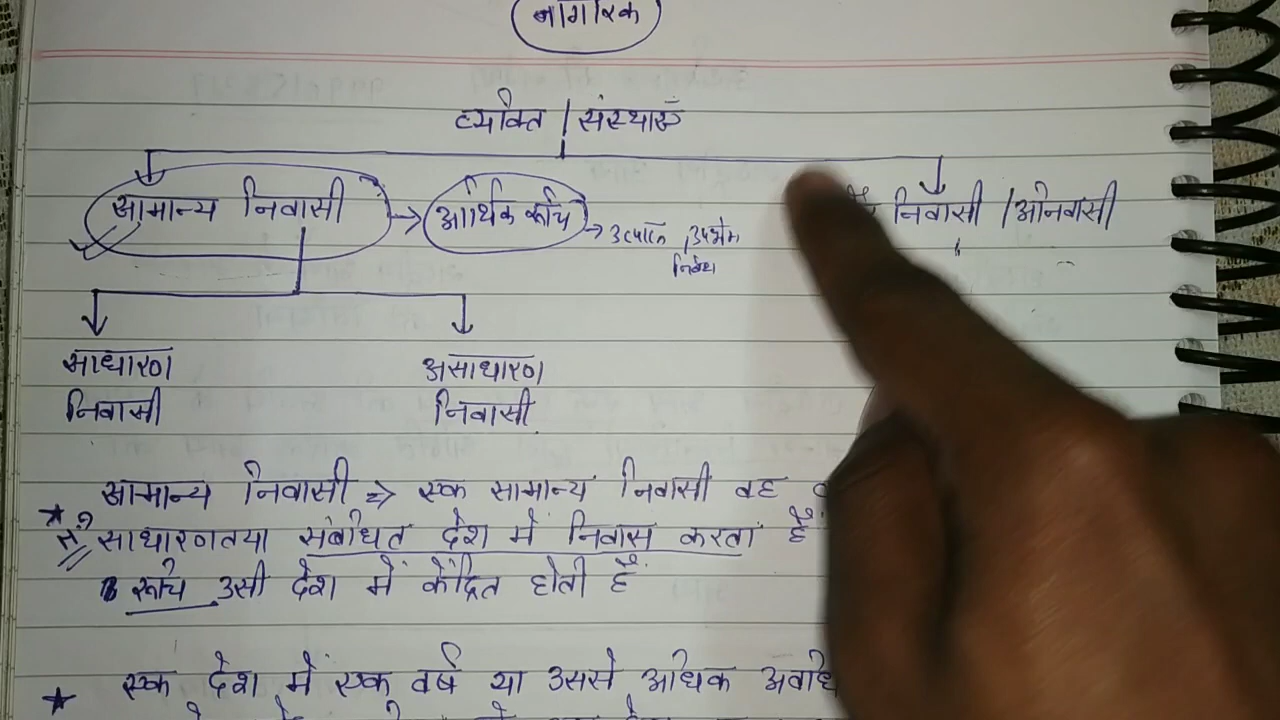 नागरिक
व्यक्ति / संस्थाएँ
सामान्य निवासी → आर्थिक रूचि → उत्पादन, उपभोग निवासी / अनिवासी
निवेश
साधारण असाधारण
निवासी निवासी
सामान्य निवासी ⇒ एक सामान्य निवासी वह
साधारणतया संबंधित देश में निवास करता है
रूचि उसी देश में केंद्रित होती है
एक देश में एक वर्ष या उससे अधिक अवधि